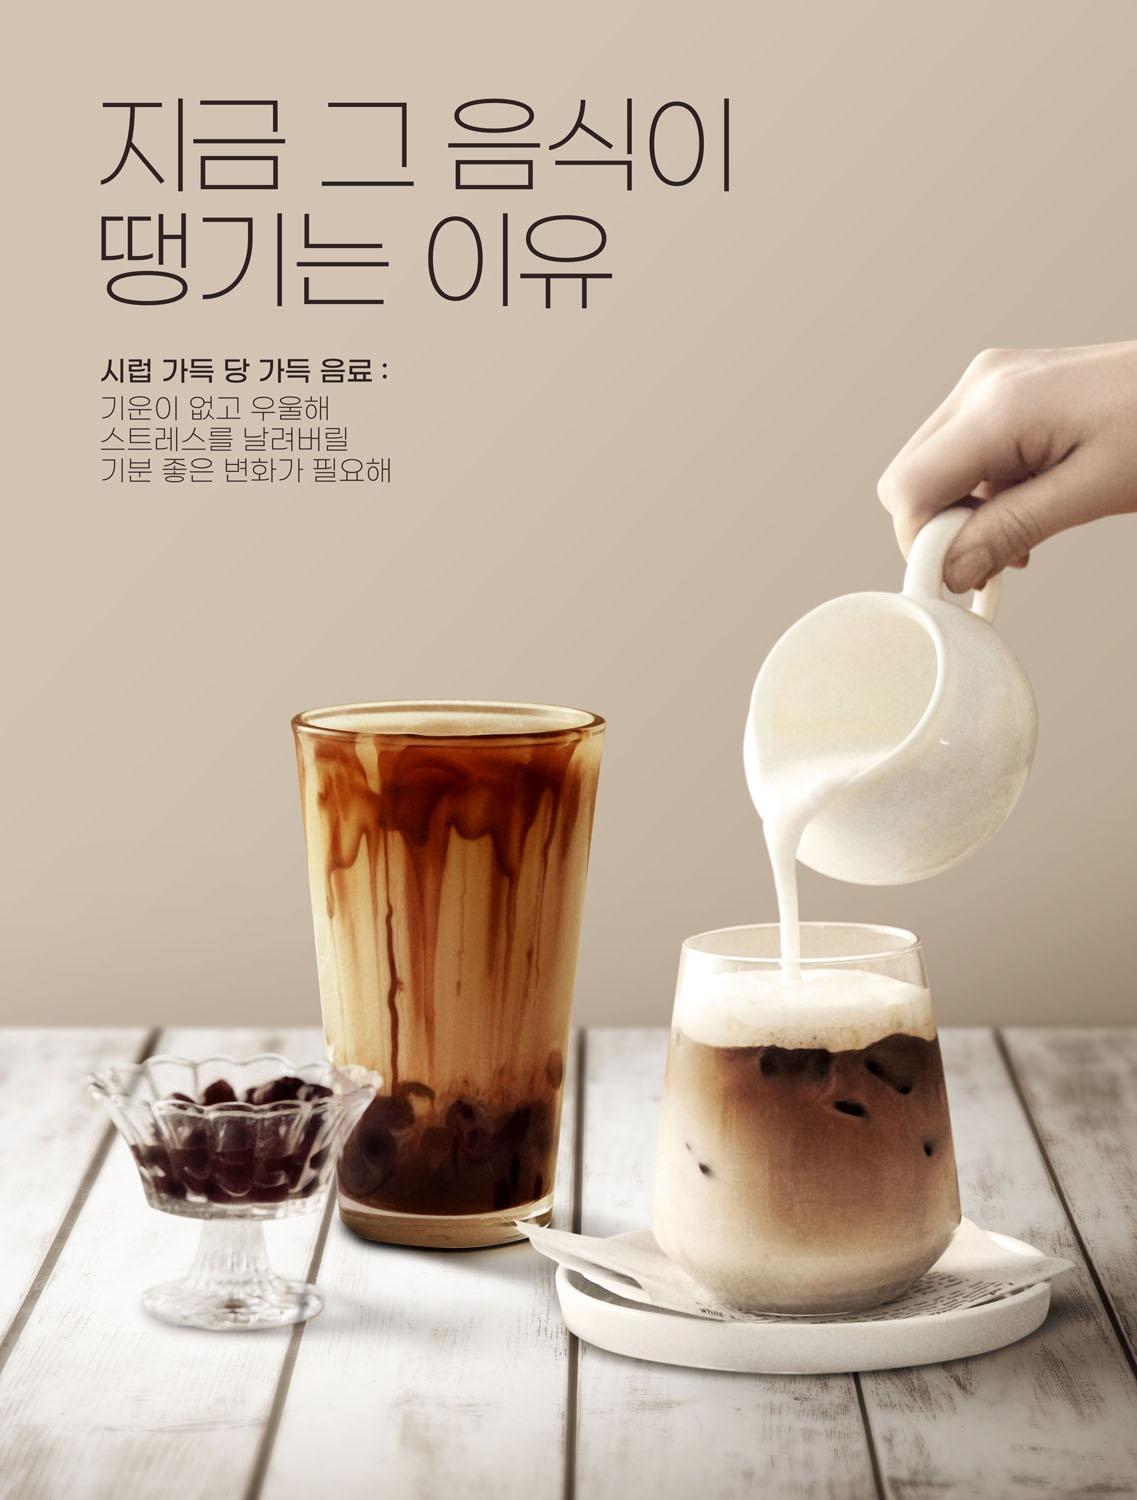 지금 그 음식이
땡기는 이유
시럽 가득 당 가득 음료 :
기운이 없고 우울해
스트레스를 날려버릴
기분 좋은 변화가 필요해
white